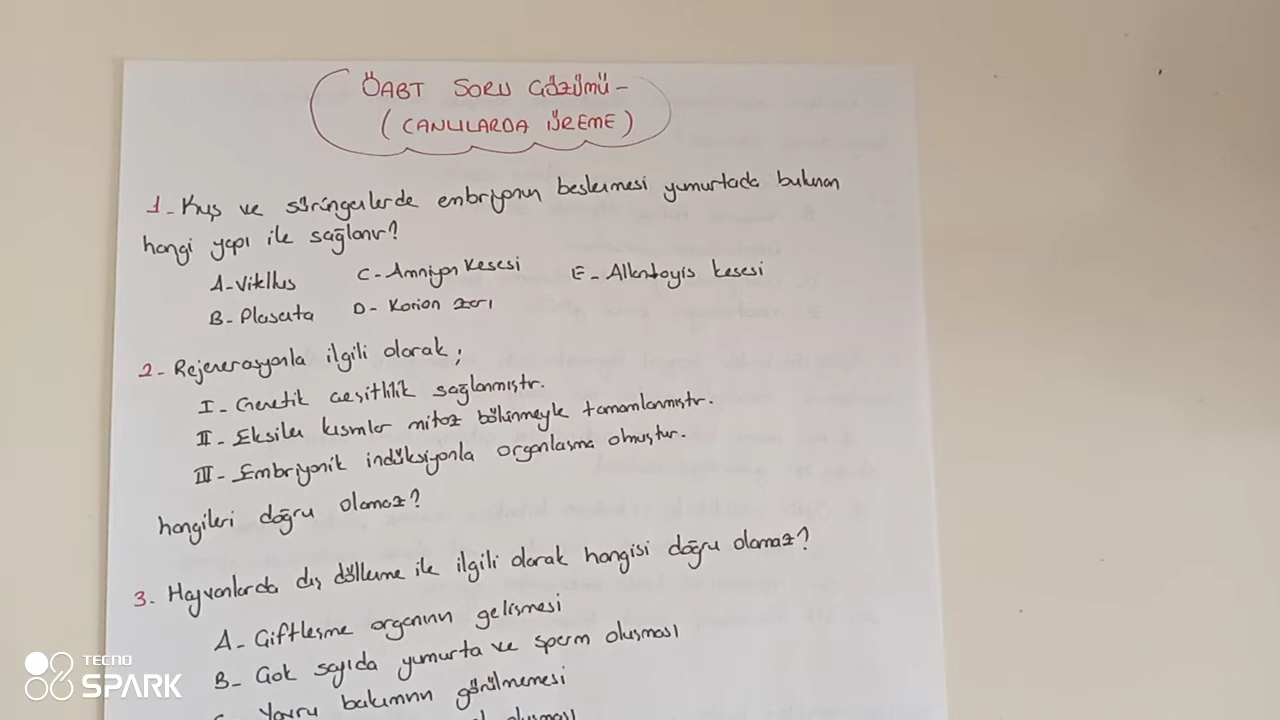 ÖABT SORU ÇÖZÜMÜ-
(CANLILARDA ÜREME)
1- Kuş ve sürüngenlerde embriyonun beslenmesi yumurtada bulunan
hangi yapı ile sağlanır?
A-Vitellus C-Amniyon Kesesi E-Allantoyis kesesi
B-Plasenta D- Korion zarı
2- Rejenerasyonla ilgili olarak;
I- Genetik çeşitlilik sağlanmıştır.
II- Eksilen kısımlar mitoz bölünmeyle tamamlanmıştır.
III- Embriyonik indüksiyonla organlaşma olmuştur.
hangileri doğru olamaz?
3- Hayvanlarda dış dölleme ile ilgili olarak hangisi doğru olamaz?
A- Çiftleşme organının gelişmesi
B- Çok sayıda yumurta ve sperm oluşması
Yavru bakımının görülmemesi
oluşması
TECNO
SPARK